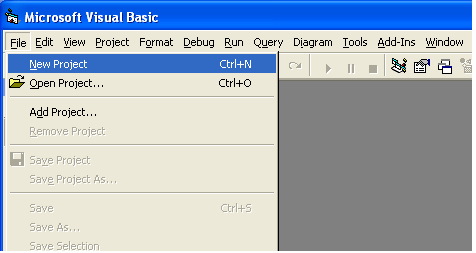 Microsoft Visual Basic
File Edit View Project Format Debug Run Query Diagram Tools Add-Ins Window
New Project Ctrl+N
Open Project... Ctrl+O
Add Project...
Remove Project
Save Project
Save Project As...
Save Ctrl+S
Save As...
Save Selection